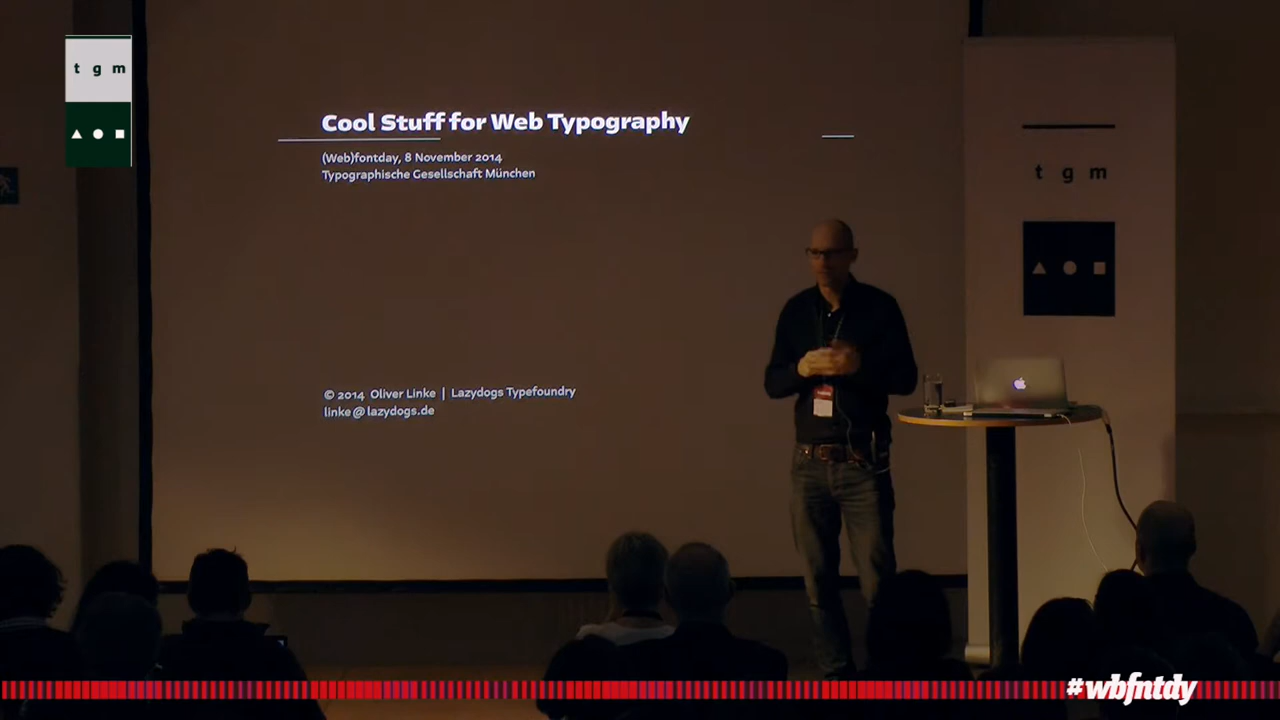 t g m
Cool Stuff for Web Typography
(Web)fontday, 8 November 2014
Typographische Gesellschaft München
t g m
© 2014 Oliver Linke | Lazydogs Typefoundry
linke @ lazydogs.de
#wbfntdy